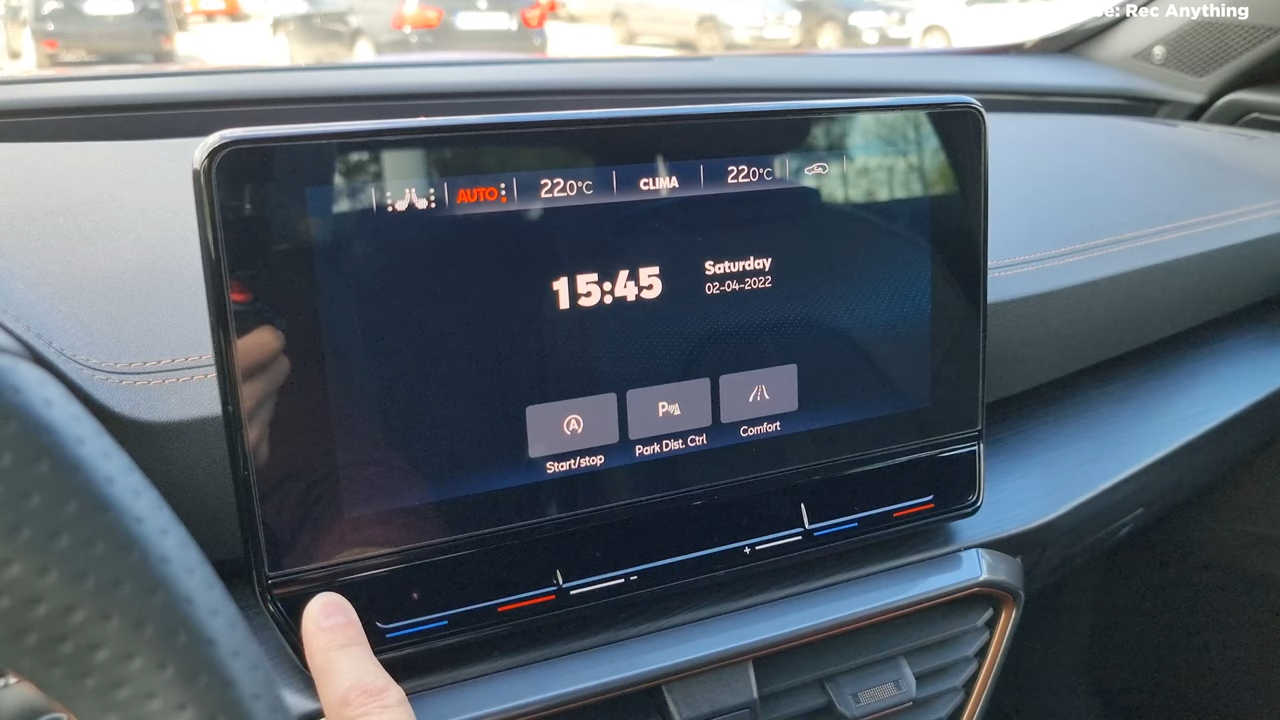 : Rec Anything
AUTO
22.0°C
CLIMA
22.0°C
15:45
Saturday
02-04-2022
A
P
Start/stop
Park Dist. Ctrl
Comfort
+
-